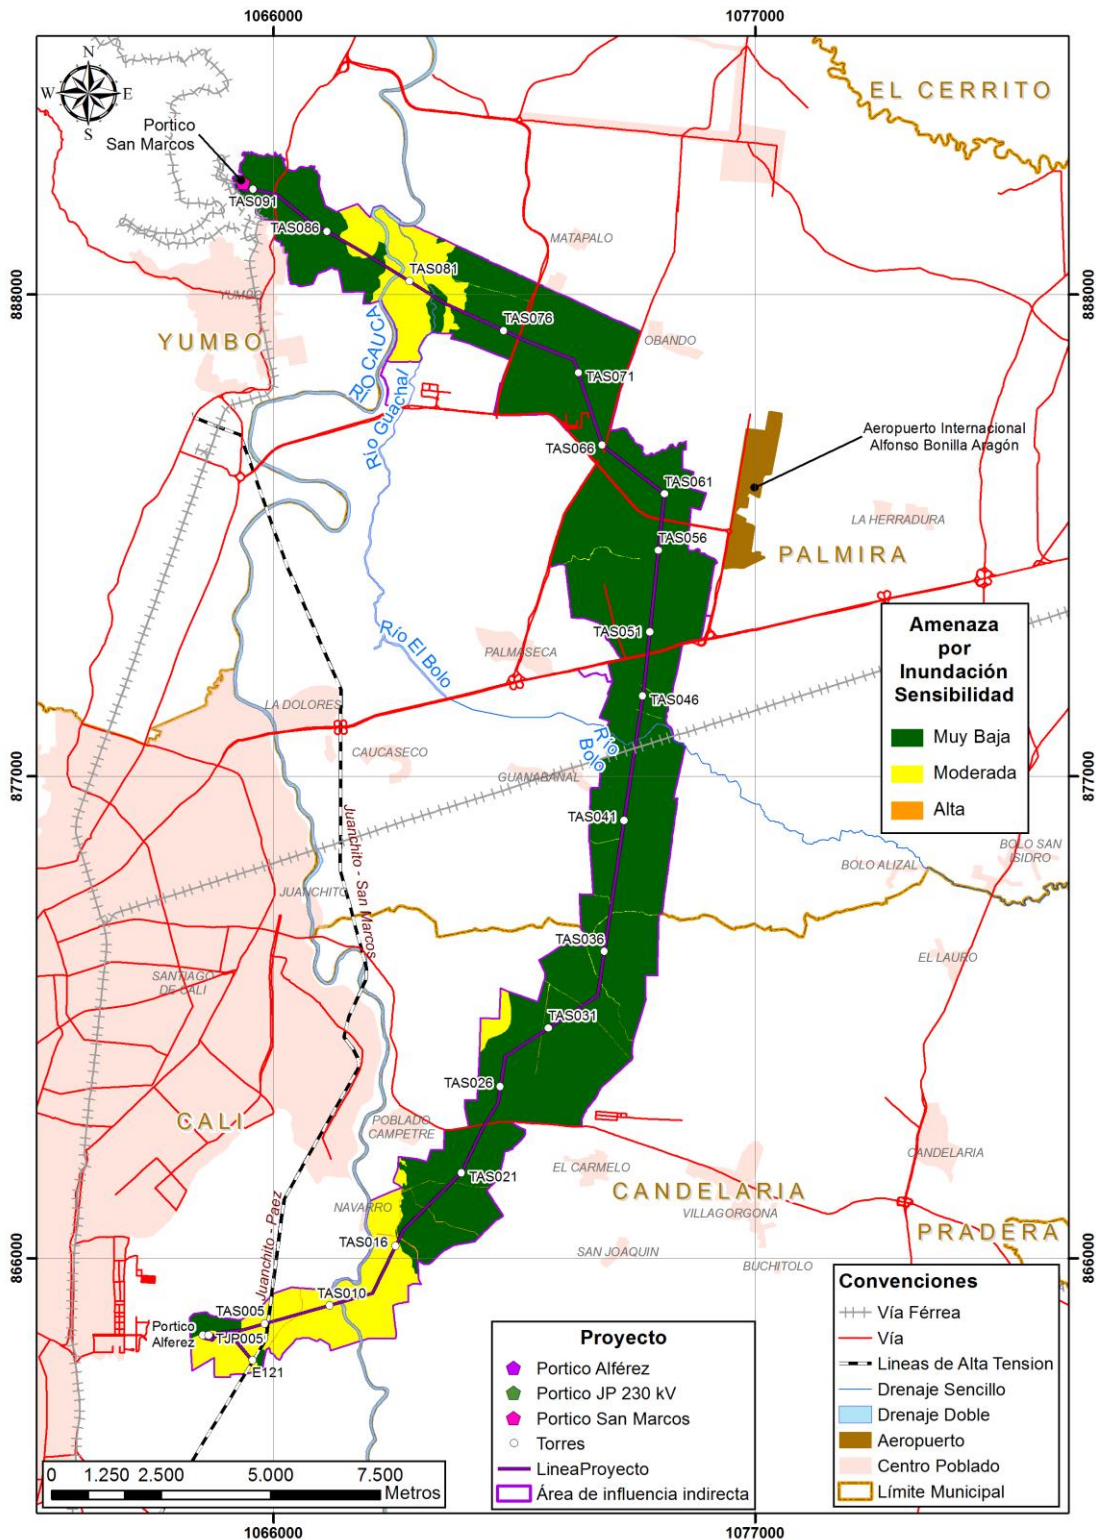 1066000
1077000
N
W
E
S
EL CERRITO
Portico
San Marcos
TAS091
TAS086
MATAPALO
TAS081
888000
888000
YUMBO
TAS076
YUMBO
RÍO CAUCA
OBANDO
TAS071
Río Guachal
Aeropuerto Internacional
Alfonso Bonilla Aragón
TAS066
TAS061
LA HERRADURA
TAS056
PALMIRA
TAS051
Río El Bolo
PALMASECA
TAS046
LA DOLORES
CAUCASECO
Río
Bolo
GUANABANAL
877000
877000
Amenaza
por
Inundación
Sensibilidad
Muy Baja
Moderada
Alta
Juanchito - San Marcos
TAS041
BOLO SAN
ISIDRO
BOLO ALIZAL
JUANCHITO
TAS036
EL LAURO
SANTIAGO
DE CALI
TAS031
TAS026
CALI
POBLADO
CAMPETRE
CANDELARIA
EL CARMELO
TAS021
CANDELARIA
VILLAGORGONA
NAVARRO
PRADERA
TAS016
SAN JOAQUIN
BUCHITOLO
866000
866000
Juanchito - Paez
TAS010
TAS005
Portico
Alferez
TJP005
E121
Proyecto
Portico Alférez
Portico JP 230 kV
Portico San Marcos
Torres
LineaProyecto
Área de influencia indirecta
Convenciones
Vía Férrea
Vía
Lineas de Alta Tension
Drenaje Sencillo
Drenaje Doble
Aeropuerto
Centro Poblado
Límite Municipal
0 1.250 2.500 5.000 7.500
Metros
1066000
1077000